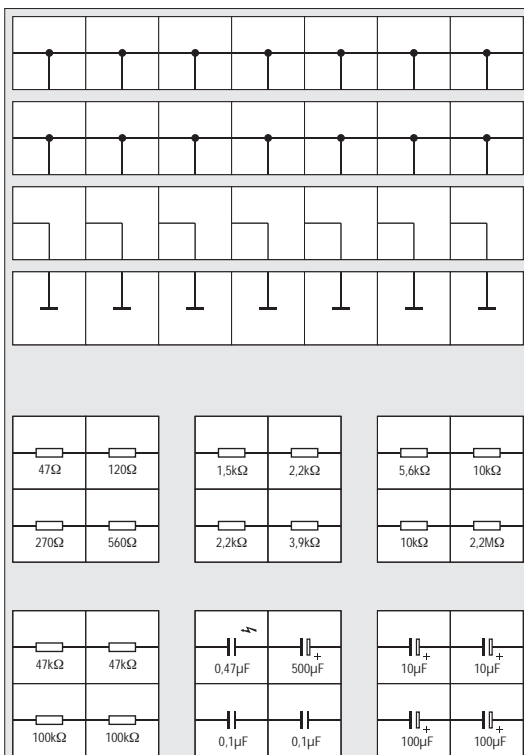 47Ω 120Ω 1,5kΩ 2,2kΩ 5,6kΩ 10kΩ
270Ω 560Ω 2,2kΩ 3,9kΩ 10kΩ 2,2MΩ
47kΩ 47kΩ 0,47µF + 500µF + 10µF + 10µF
100kΩ 100kΩ 0,1µF 0,1µF + 100µF + 100µF